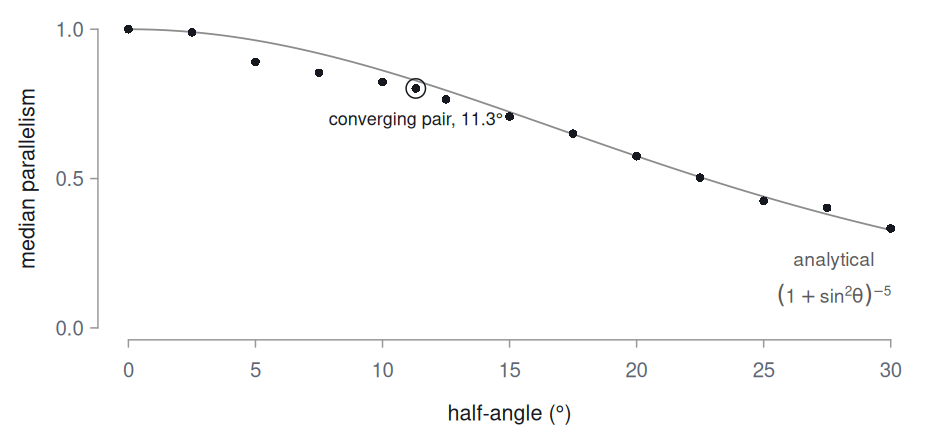 1.0
0.5
0.0
median parallelism
converging pair, 11.3°
analytical
(1 + sin²θ)⁻⁵
0 5 10 15 20 25 30
half-angle (°)